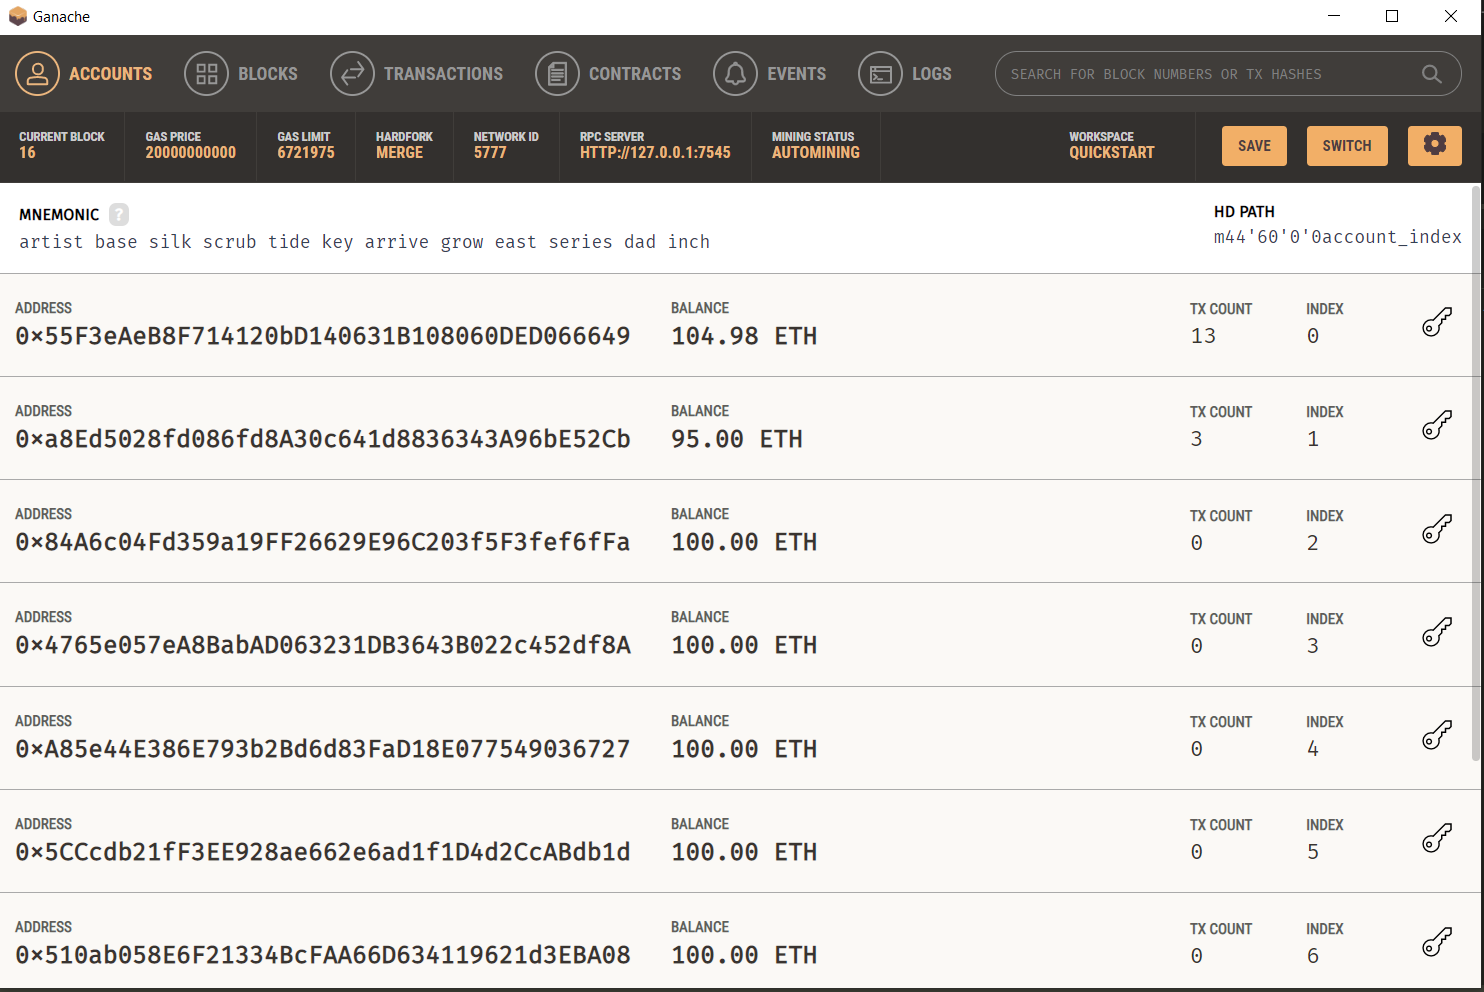 Ganache
ACCOUNTS BLOCKS TRANSACTIONS CONTRACTS EVENTS LOGS SEARCH FOR BLOCK NUMBERS OR TX HASHES
CURRENT BLOCK GAS PRICE GAS LIMIT HARDFORK NETWORK ID RPC SERVER MINING STATUS WORKSPACE
16 20000000000 6721975 MERGE 5777 HTTP://127.0.0.1:7545 AUTOMINING QUICKSTART SAVE SWITCH
MNEMONIC ? HD PATH
artist base silk scrub tide key arrive grow east series dad inch m44'60'0'0account_index
ADDRESS BALANCE TX COUNT INDEX
0×55F3eAeB8F714120bD140631B108060DED066649 104.98 ETH 13 0
ADDRESS BALANCE TX COUNT INDEX
0×a8Ed5028fd086fd8A30c641d8836343A96bE52Cb 95.00 ETH 3 1
ADDRESS BALANCE TX COUNT INDEX
0×84A6c04Fd359a19FF26629E96C203f5F3fef6fFa 100.00 ETH 0 2
ADDRESS BALANCE TX COUNT INDEX
0×4765e057eA8BabAD063231DB3643B022c452df8A 100.00 ETH 0 3
ADDRESS BALANCE TX COUNT INDEX
0×A85e44E386E793b2Bd6d83FaD18E077549036727 100.00 ETH 0 4
ADDRESS BALANCE TX COUNT INDEX
0×5CCcdb21fF3EE928ae662e6ad1f1D4d2CcABdb1d 100.00 ETH 0 5
ADDRESS BALANCE TX COUNT INDEX
0×510ab058E6F21334BcFAA66D634119621d3EBA08 100.00 ETH 0 6